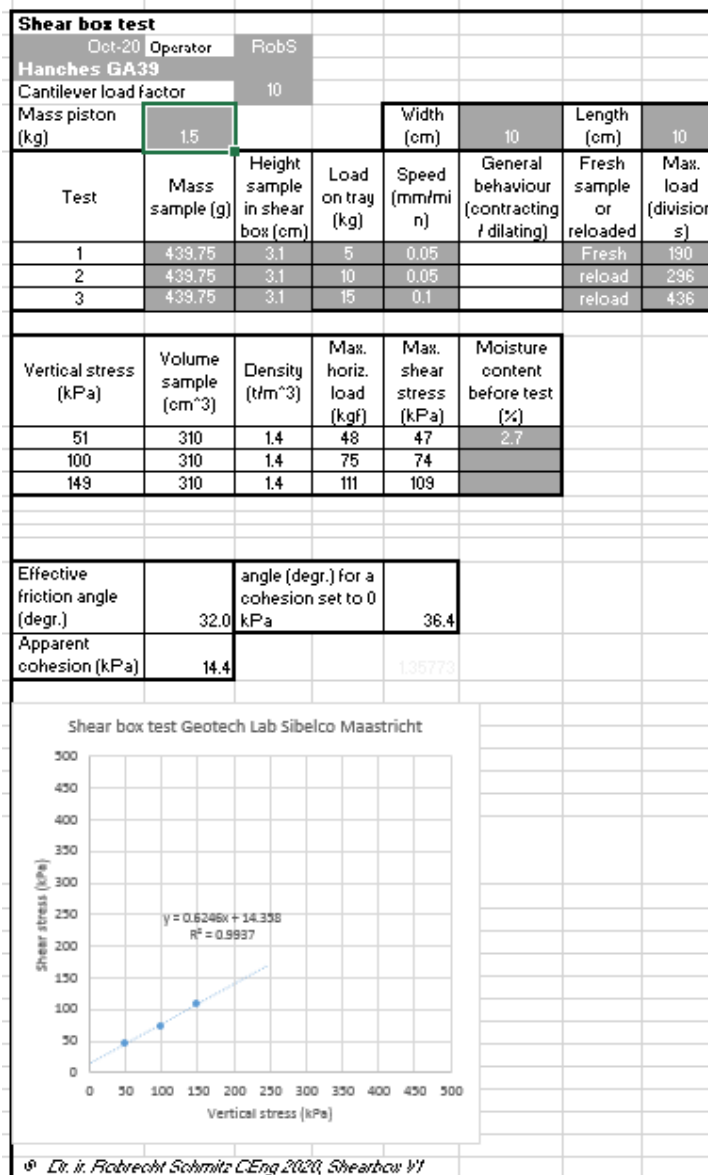 Shear box test
Oct-20 Operator RobS
Hanches GA39
Cantilever load factor 10
Mass piston (kg) 1.5 Width (cm) 10 Length (cm) 10
Test Mass sample (g) Height sample in shear box (cm) Load on tray (kg) Speed (mm/min) General behaviour (contracting / dilating) Fresh sample or reloaded Max. load (divisions)
1 439.75 3.1 5 0.05 Fresh 190
2 439.75 3.1 10 0.05 reload 296
3 439.75 3.1 15 0.1 reload 436
Vertical stress (kPa) Volume sample (cm^3) Density (t/m^3) Max. horiz. load (kgf) Max. shear stress (kPa) Moisture content before test (%)
51 310 1.4 48 47 2.7
100 310 1.4 75 74
149 310 1.4 111 109
Effective friction angle (degr.) 32.0 angle (degr.) for a cohesion set to 0 kPa 36.4
Apparent cohesion (kPa) 14.4 1.35773
Shear box test Geotech Lab Sibelco Maastricht
500
450
400
350
300
250
200
150
100
50
0
Shear stress (kPa)
y = 0.6246x + 14.358
R² = 0.9937
0 50 100 150 200 250 300 350 400 450 500
Vertical stress (kPa)
© Dr. ir. Robrecht Schmitz CEng 2020, Shearbox V1